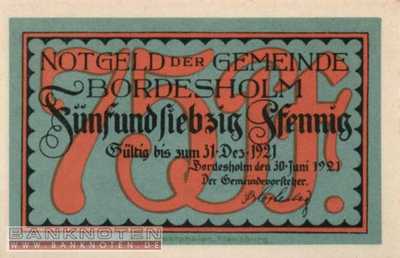 75 Pf.
NOTGELD DER GEMEINDE
BORDESHOLM
Fünfundsiebzig Pfennig
Gültig bis zum 31. Dez. 1921
Bordesholm den 30. Juni 1921
Der Gemeindevorsteher.
BANKNOTEN
WWW.BANKNOTEN.DE